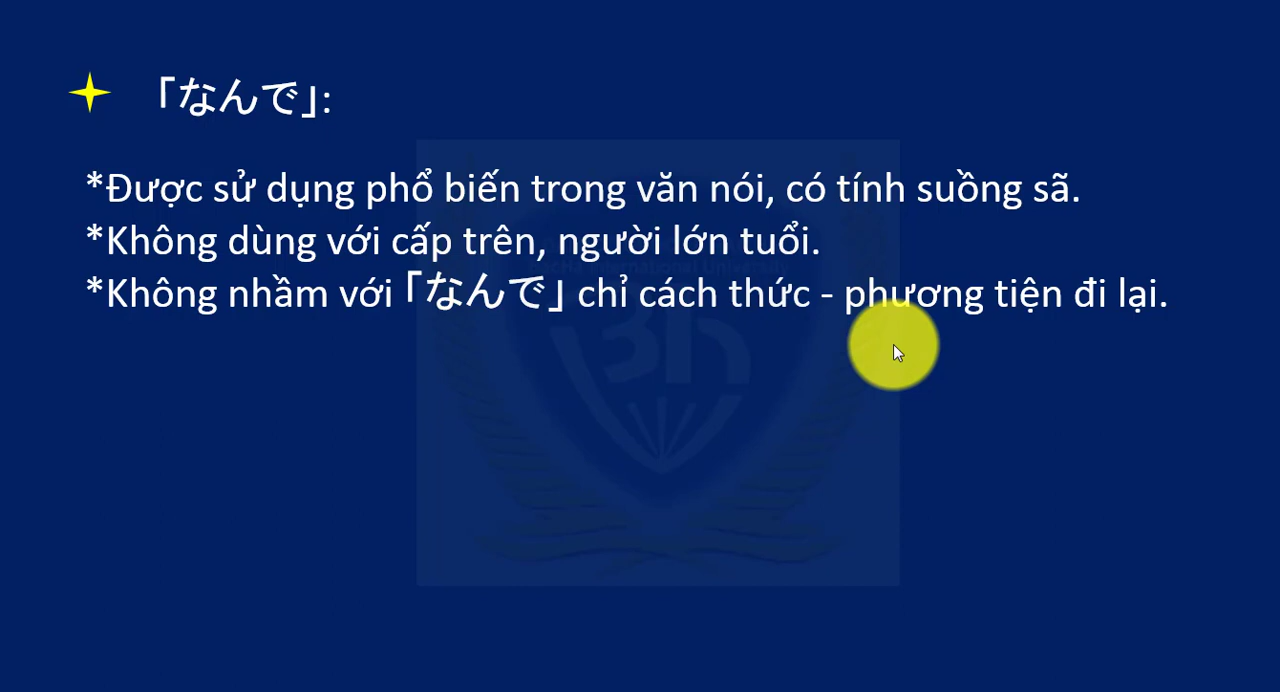 「なんで」:
*Được sử dụng phổ biến trong văn nói, có tính suồng sã.
*Không dùng với cấp trên, người lớn tuổi.
*Không nhầm với「なんで」chỉ cách thức - phương tiện đi lại.